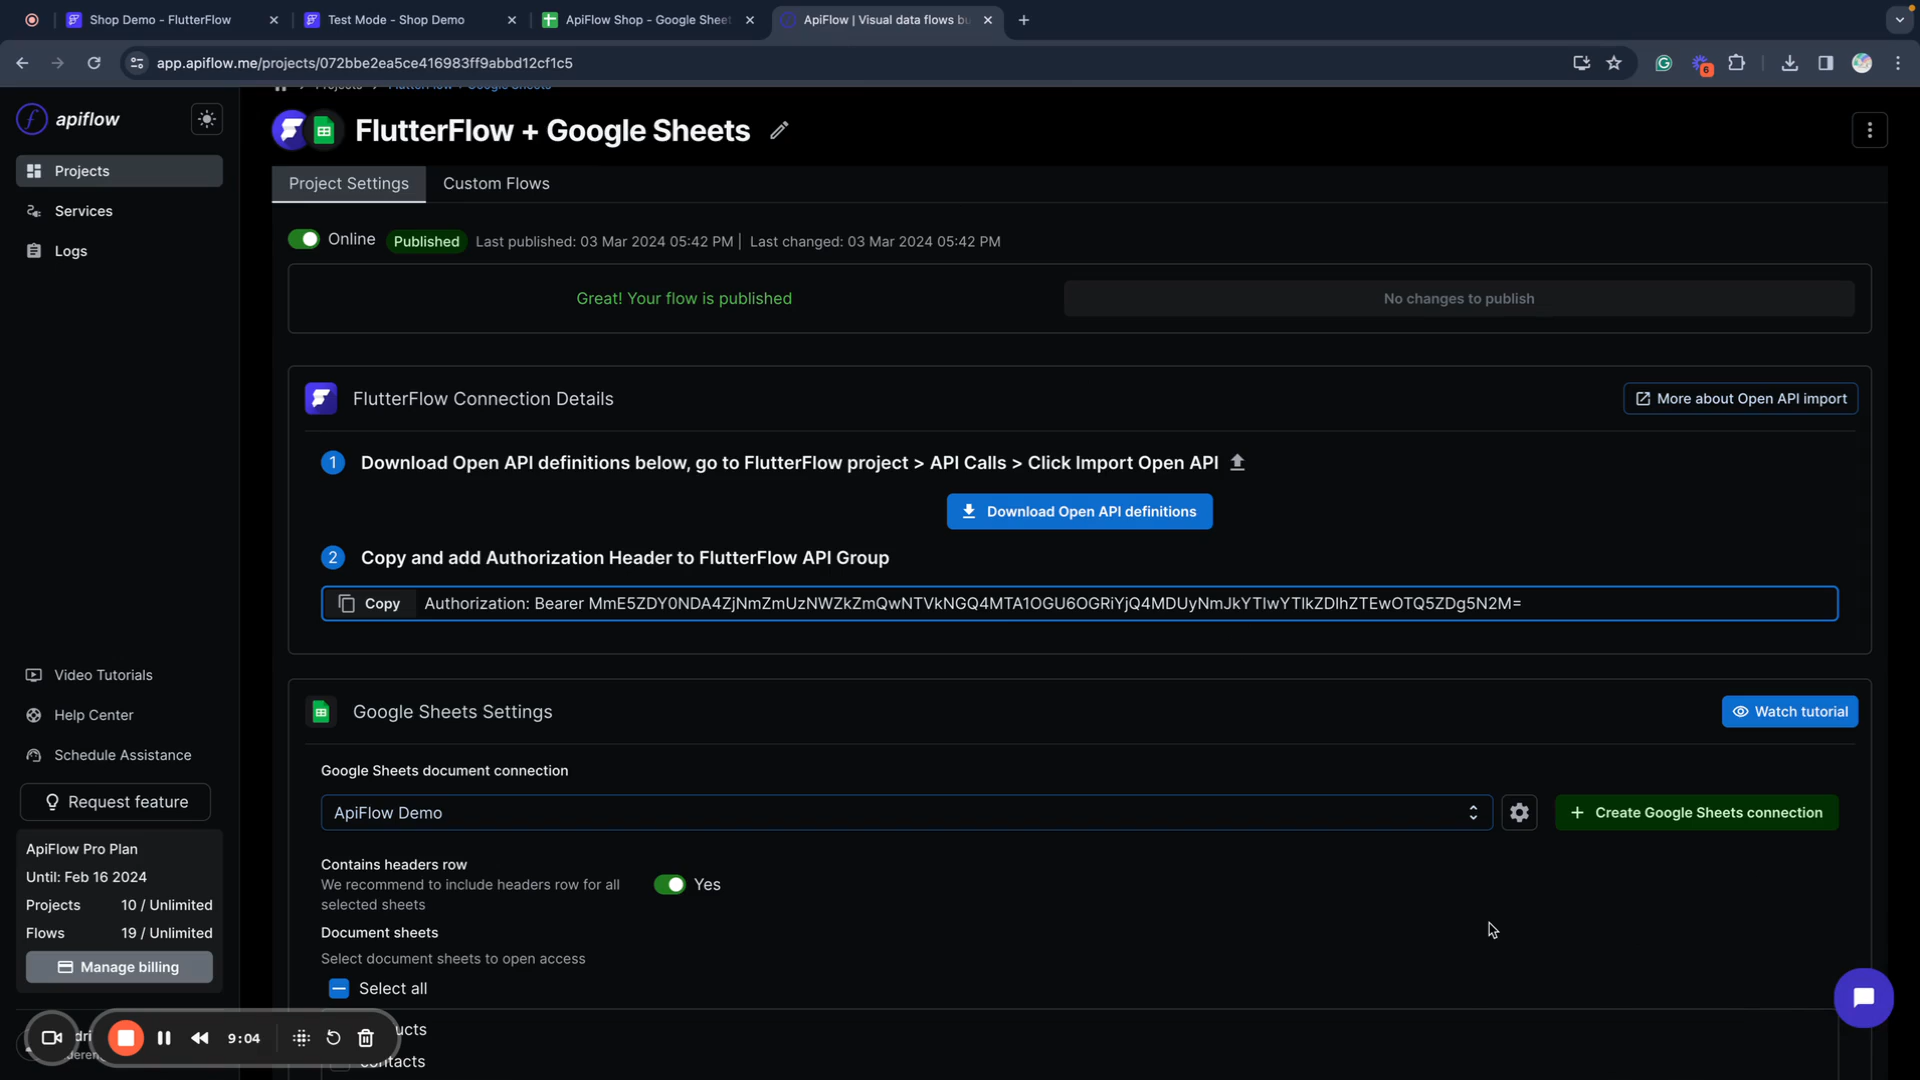 Shop Demo - FlutterFlow
Test Mode - Shop Demo
ApiFlow Shop - Google Sheet
ApiFlow | Visual data flows bu
app.apiflow.me/projects/072bbe2ea5ce416983ff9abbd12cf1c5
6
apiflow
Projects
Services
Logs
Projects
FlutterFlow + Google Sheets
FlutterFlow + Google Sheets
Project Settings
Custom Flows
Online
Published
Last published: 03 Mar 2024 05:42 PM | Last changed: 03 Mar 2024 05:42 PM
Great! Your flow is published
No changes to publish
FlutterFlow Connection Details
More about Open API import
1 Download Open API definitions below, go to FlutterFlow project > API Calls > Click Import Open API
Download Open API definitions
2 Copy and add Authorization Header to FlutterFlow API Group
Copy
Authorization: Bearer MmE5ZDY0NDA4ZjNmZmUzNWZkZmQwNTVkNGQ4MTA1OGU6OGRiYjQ4MDUyNmJkYTIwYTlkZDlhZTEwOTQ5ZDg5N2M=
Google Sheets Settings
Watch tutorial
Google Sheets document connection
ApiFlow Demo
+ Create Google Sheets connection
Contains headers row
We recommend to include headers row for all
selected sheets
Yes
Document sheets
Select document sheets to open access
Select all
ucts
contacts
Video Tutorials
Help Center
Schedule Assistance
Request feature
ApiFlow Pro Plan
Until: Feb 16 2024
Projects 10 / Unlimited
Flows 19 / Unlimited
Manage billing
9:04